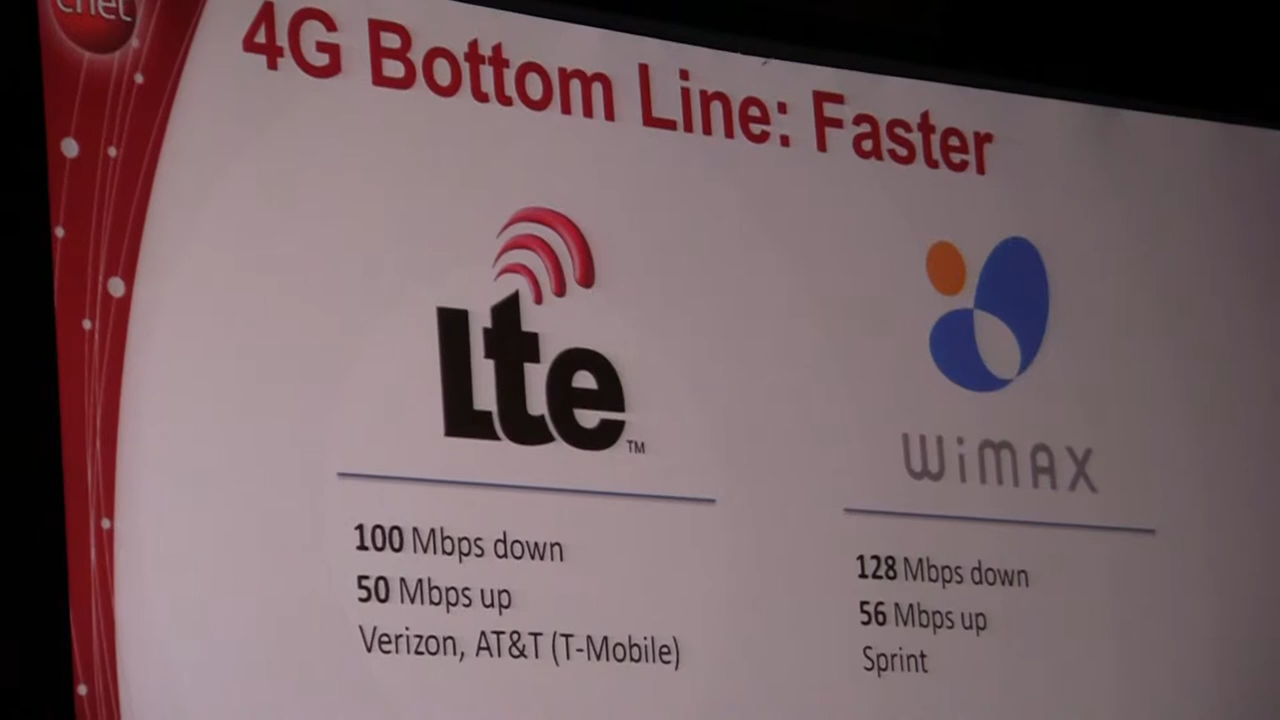 cnet
4G Bottom Line: Faster
Lte
TM
100 Mbps down
50 Mbps up
Verizon, AT&T (T-Mobile)
WiMAX
128 Mbps down
56 Mbps up
Sprint